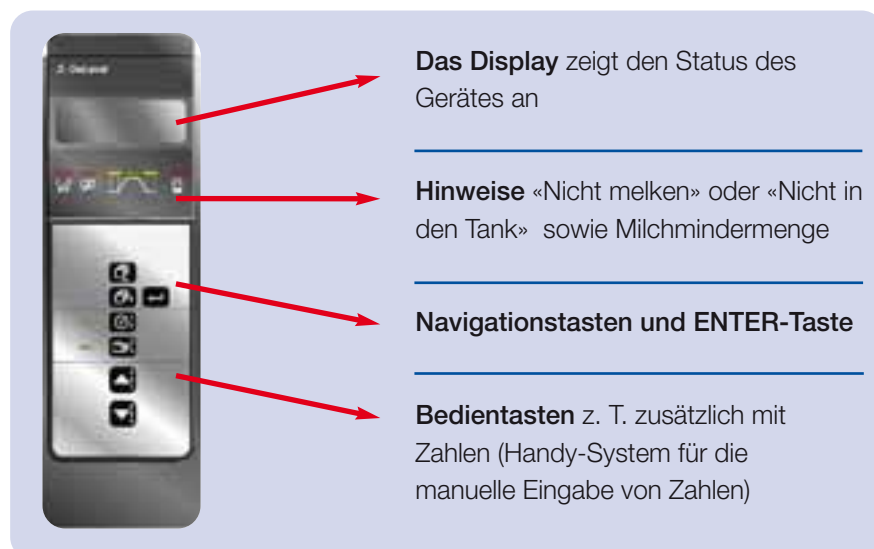 Das Display zeigt den Status des
Gerätes an
Hinweise «Nicht melken» oder «Nicht in
den Tank» sowie Milchmindermenge
Navigationstasten und ENTER-Taste
Bedientasten z. T. zusätzlich mit
Zahlen (Handy-System für die
manuelle Eingabe von Zahlen)